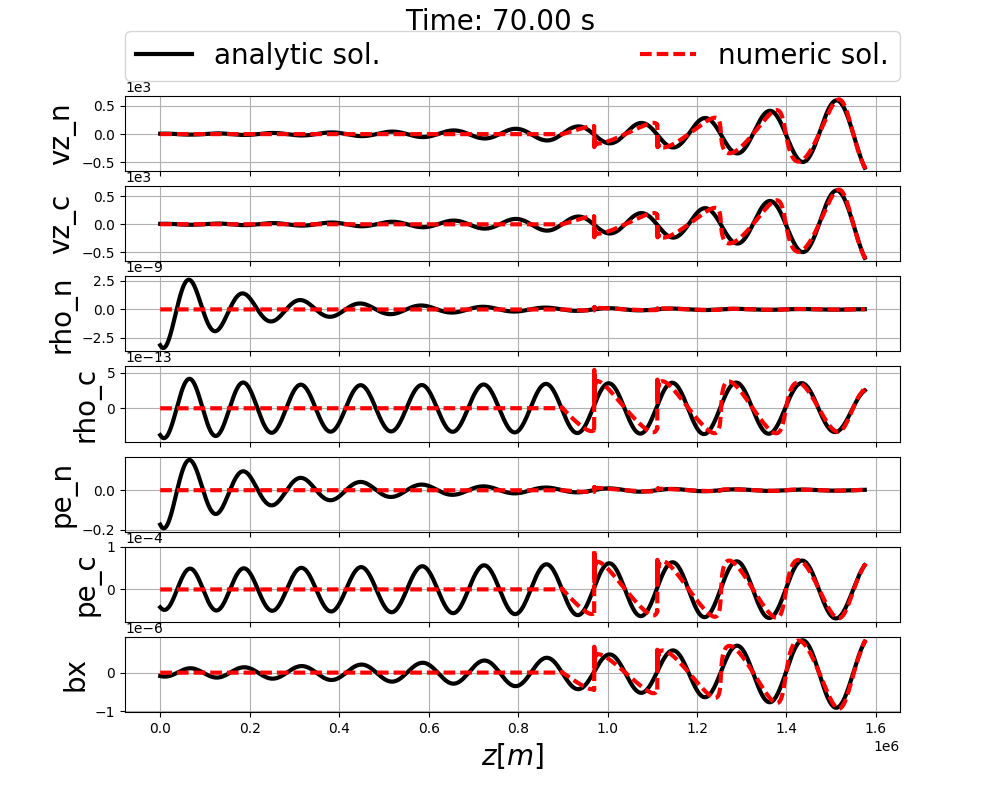 Time: 70.00 s
analytic sol. numeric sol.
1e3
vz_n
0.5
0.0
−0.5
1e3
vz_c
0.5
0.0
−0.5
1e−9
rho_n
2.5
0.0
−2.5
1e−13
rho_c
5
0
pe_n
0.0
−0.2
1e−4
pe_c
1
0
1e−6
bx
0
−1
0.0 0.2 0.4 0.6 0.8 1.0 1.2 1.4 1.6
1e6
z[m]